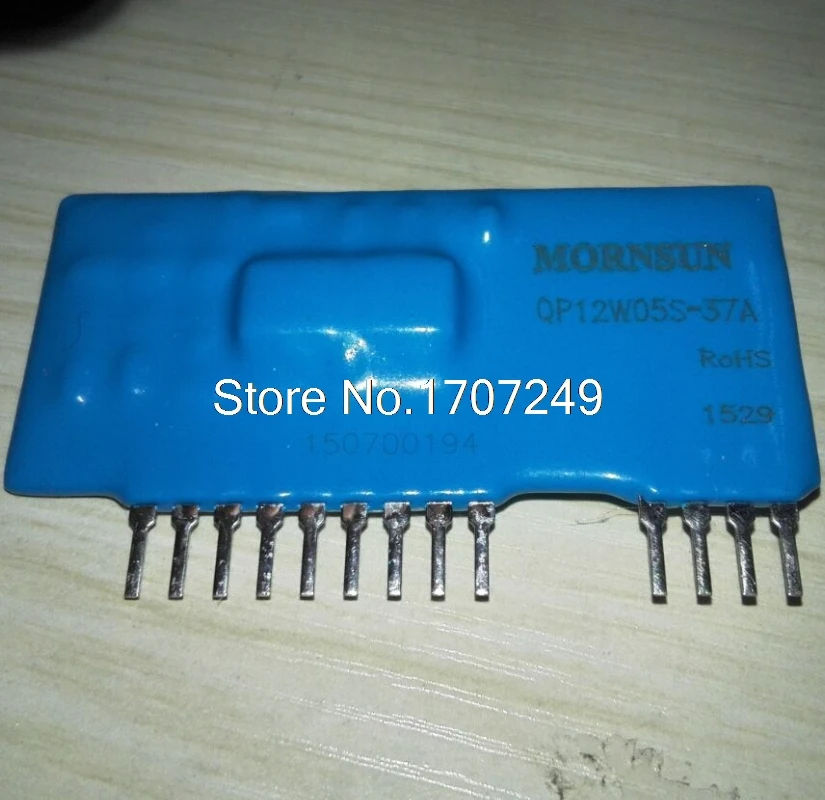 MORNSUN
QP12W05S-37A
RoHS
Store No.1707249
1529
150700194